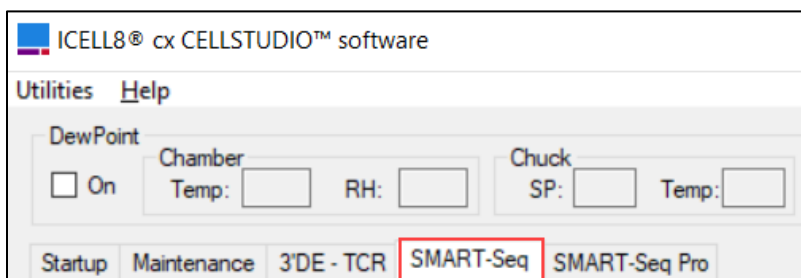 ICELL8® cx CELLSTUDIO™ software
Utilities Help
DewPoint
Chamber Chuck
On Temp: RH: SP: Temp:
Startup Maintenance 3'DE - TCR SMART-Seq SMART-Seq Pro